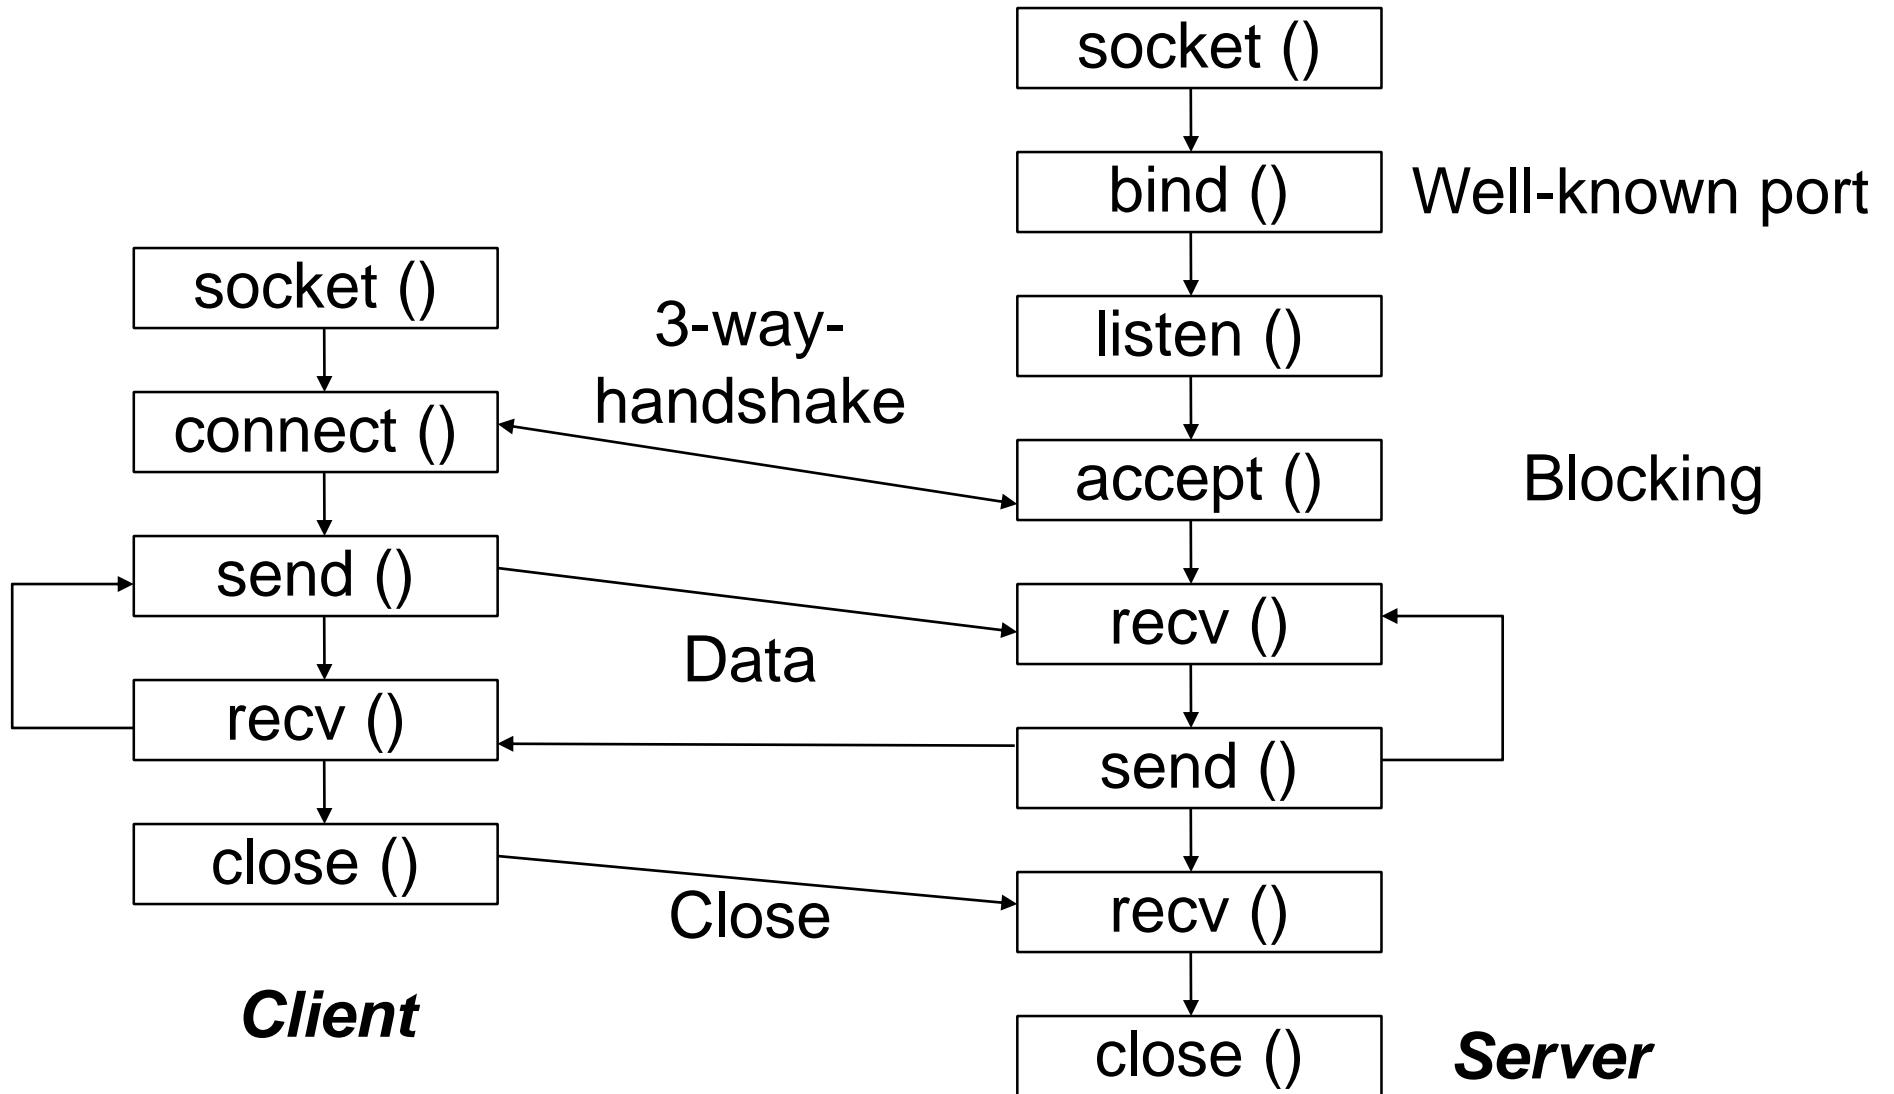 socket ()
bind ()
Well-known port
socket ()
3-way-
handshake
listen ()
connect ()
accept ()
Blocking
send ()
recv ()
Data
recv ()
send ()
close ()
Close
recv ()
Client
close ()
Server